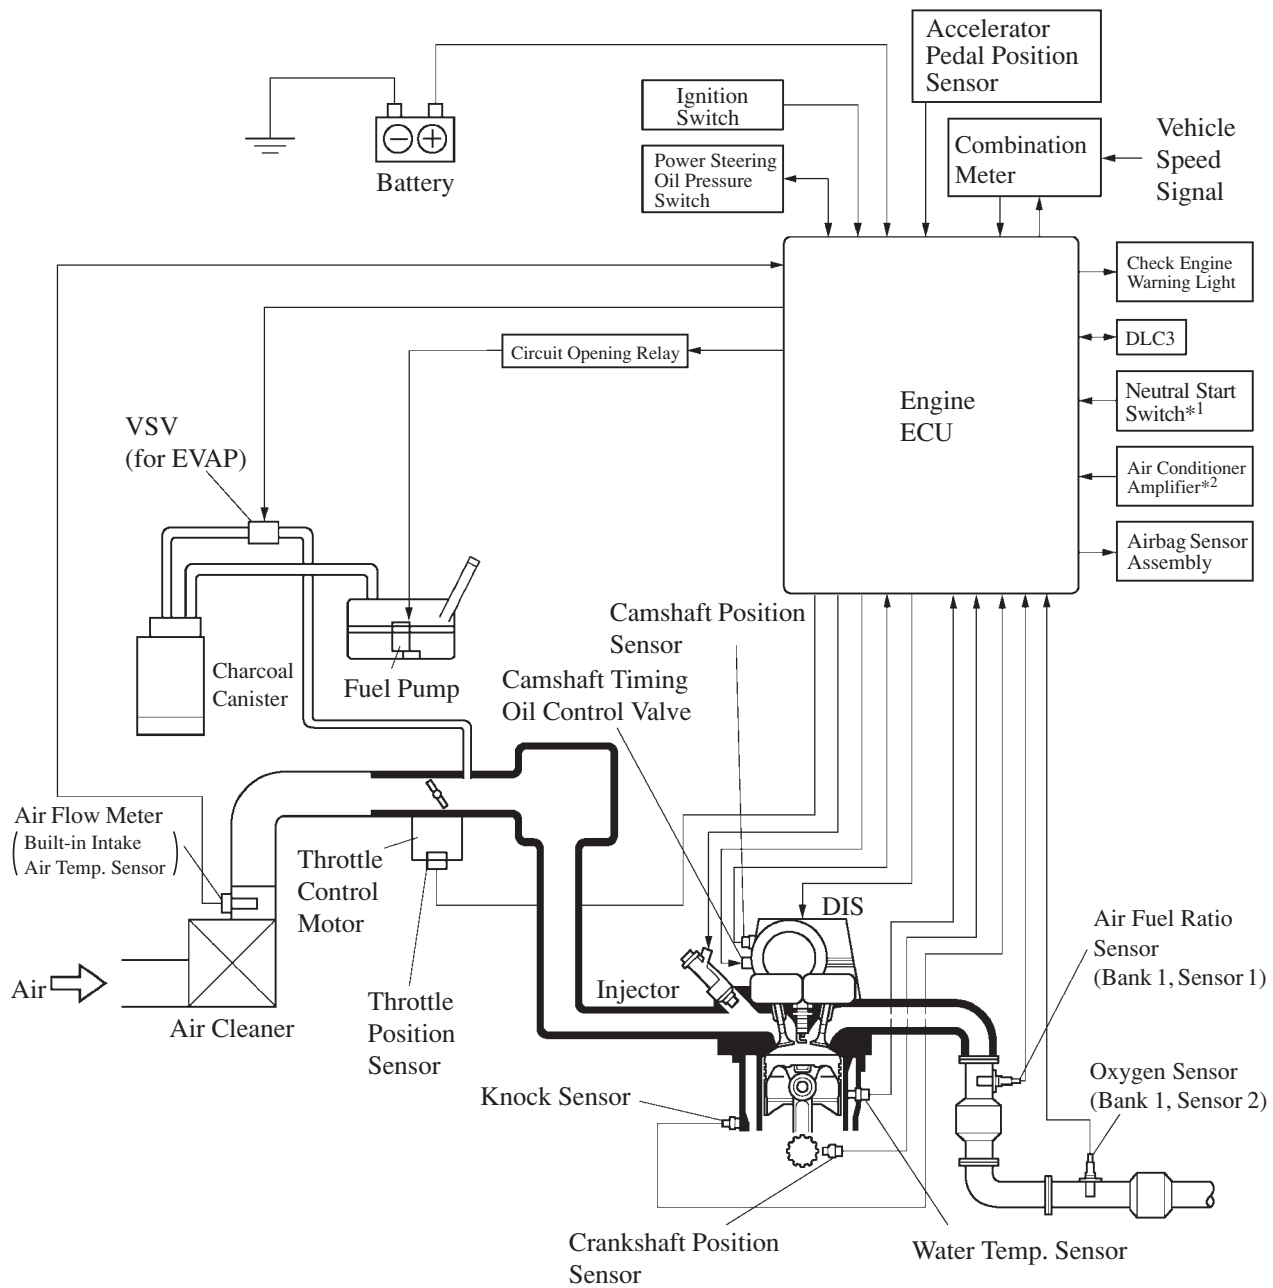 Accelerator
Pedal Position
Sensor
Ignition
Switch
Combination
Meter
Vehicle
Speed
Signal
Power Steering
Oil Pressure
Switch
Battery
Check Engine
Warning Light
DLC3
Circuit Opening Relay
Neutral Start
Switch*1
Engine
ECU
VSV
(for EVAP)
Air Conditioner
Amplifier*2
Airbag Sensor
Assembly
Camshaft Position
Sensor
Charcoal
Canister
Fuel Pump
Camshaft Timing
Oil Control Valve
Air Flow Meter
(Built-in Intake
Air Temp. Sensor)
Throttle
Control
Motor
DIS
Air Fuel Ratio
Sensor
(Bank 1, Sensor 1)
Air
Air Cleaner
Throttle
Position
Sensor
Injector
Knock Sensor
Oxygen Sensor
(Bank 1, Sensor 2)
Crankshaft Position
Sensor
Water Temp. Sensor